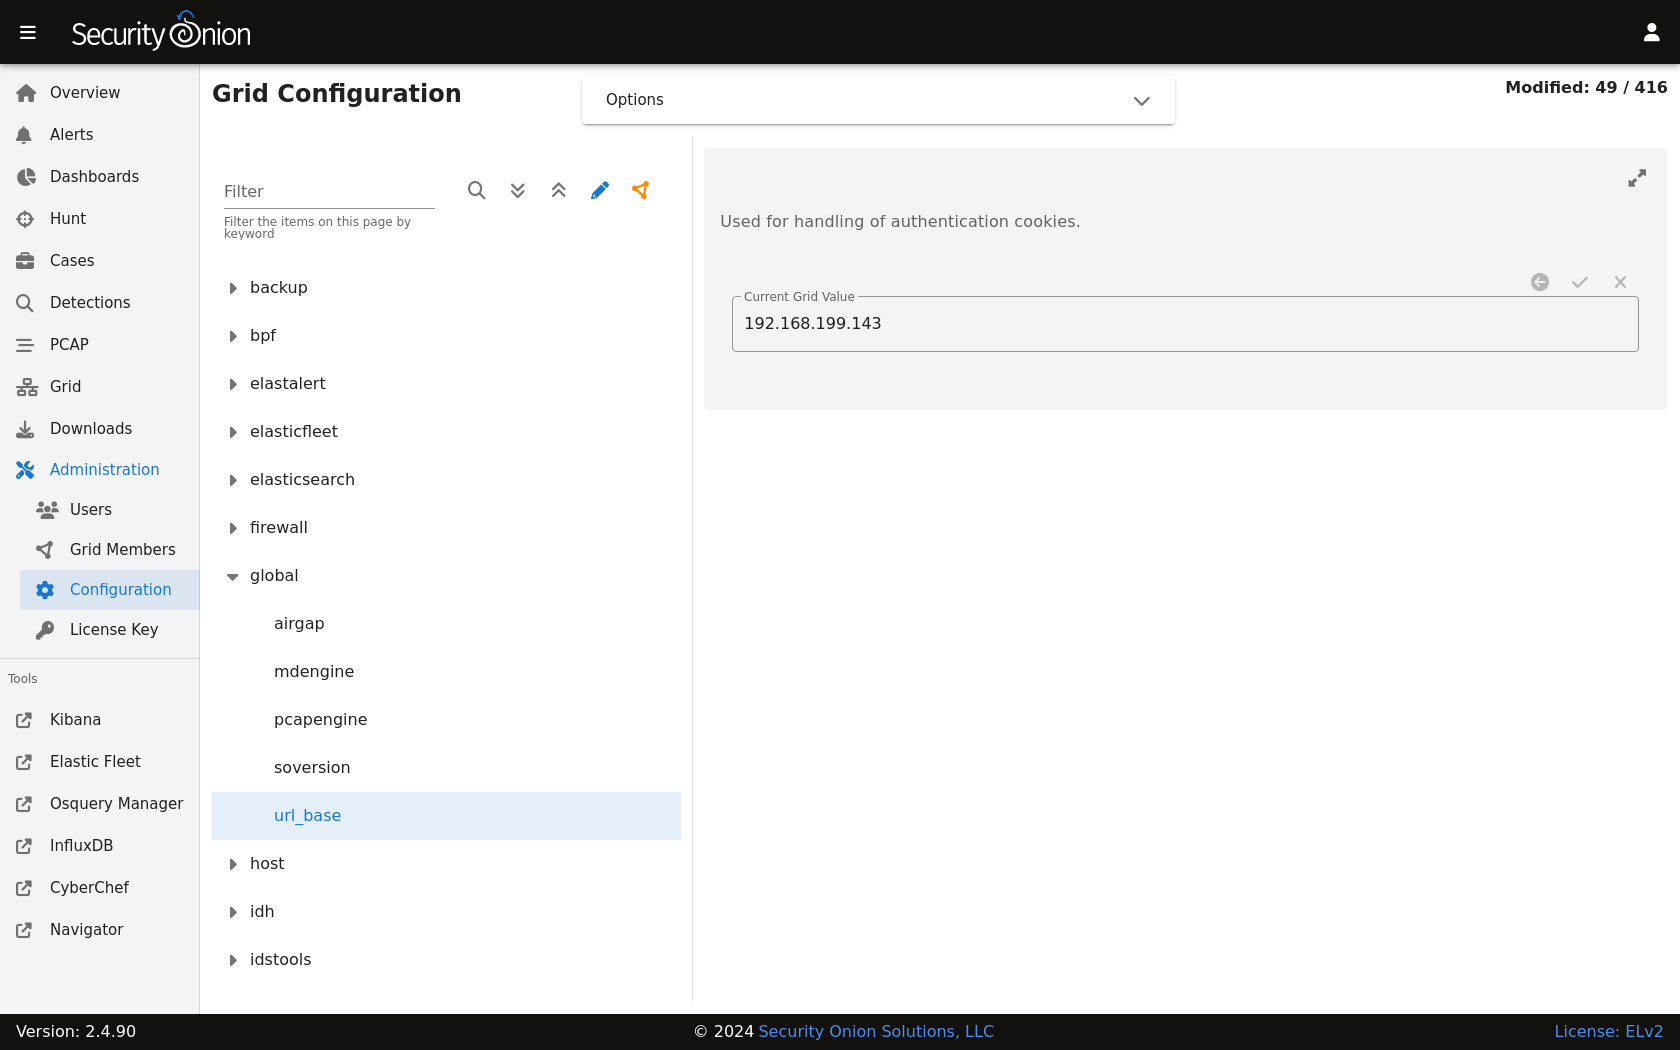 Security Onion
Overview
Alerts
Dashboards
Hunt
Cases
Detections
PCAP
Grid
Downloads
Administration
Users
Grid Members
Configuration
License Key
Tools
Kibana
Elastic Fleet
Osquery Manager
InfluxDB
CyberChef
Navigator
Grid Configuration
Options
Modified: 49 / 416
Filter
Filter the items on this page by
keyword
backup
bpf
elastalert
elasticfleet
elasticsearch
firewall
global
airgap
mdengine
pcapengine
soversion
url_base
host
idh
idstools
Used for handling of authentication cookies.
Current Grid Value
192.168.199.143
Version: 2.4.90
© 2024 Security Onion Solutions, LLC
License: ELv2